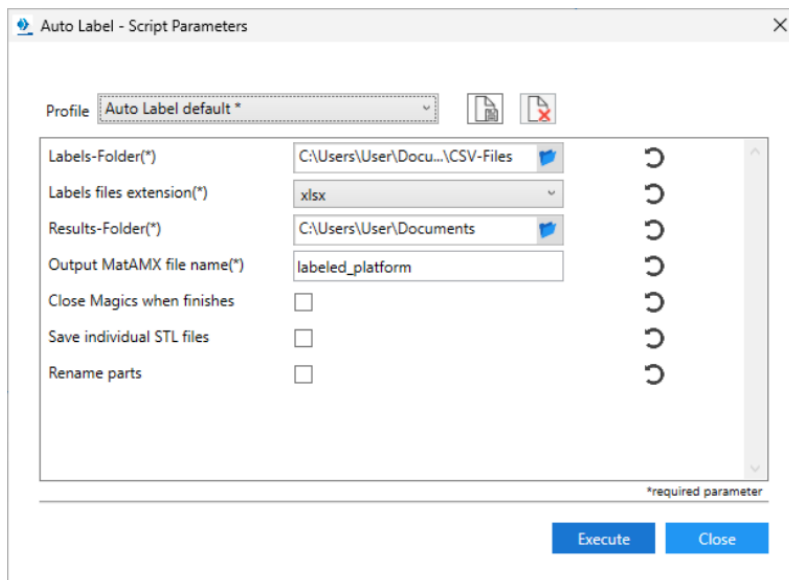 Auto Label - Script Parameters
Profile Auto Label default *
Labels-Folder(*) C:\Users\User\Docu...\CSV-Files
Labels files extension(*) xlsx
Results-Folder(*) C:\Users\User\Documents
Output MatAMX file name(*) labeled_platform
Close Magics when finishes
Save individual STL files
Rename parts
*required parameter
Execute Close